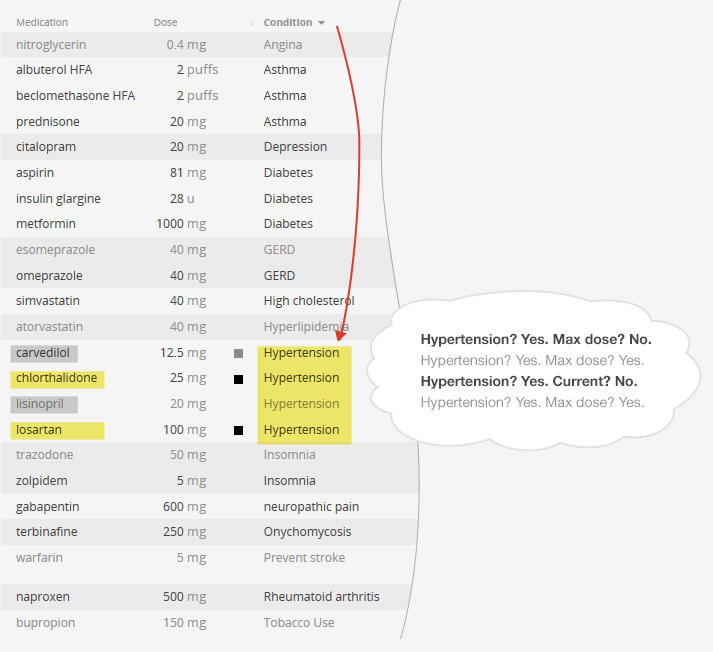 Medication Dose Condition
nitroglycerin 0.4 mg Angina
albuterol HFA 2 puffs Asthma
beclomethasone HFA 2 puffs Asthma
prednisone 20 mg Asthma
citalopram 20 mg Depression
aspirin 81 mg Diabetes
insulin glargine 28 u Diabetes
metformin 1000 mg Diabetes
esomeprazole 40 mg GERD
omeprazole 40 mg GERD
simvastatin 40 mg High cholesterol
atorvastatin 40 mg Hyperlipidemia
carvedilol 12.5 mg Hypertension
chlorthalidone 25 mg Hypertension
lisinopril 20 mg Hypertension
losartan 100 mg Hypertension
trazodone 50 mg Insomnia
zolpidem 5 mg Insomnia
gabapentin 600 mg neuropathic pain
terbinafine 250 mg Onychomycosis
warfarin 5 mg Prevent stroke
naproxen 500 mg Rheumatoid arthritis
bupropion 150 mg Tobacco Use
Hypertension? Yes. Max dose? No.
Hypertension? Yes. Max dose? Yes.
Hypertension? Yes. Current? No.
Hypertension? Yes. Max dose? Yes.